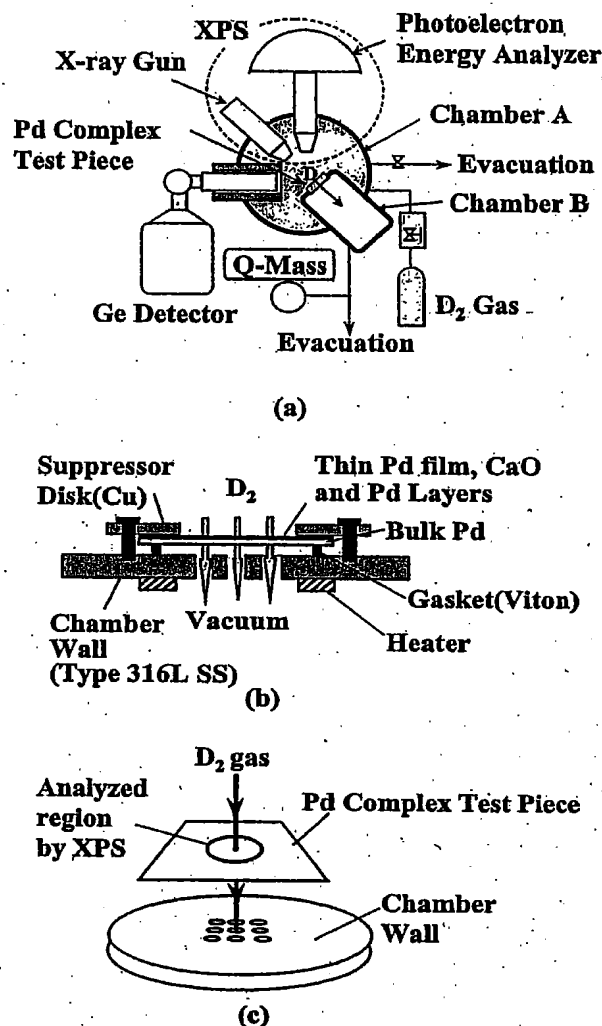 XPS
Photoelectron
Energy Analyzer
X-ray Gun
Pd Complex
Test Piece
Chamber A
Evacuation
D
Chamber B
Q-Mass
Ge Detector
D₂ Gas
Evacuation
(a)
Suppressor
Disk(Cu)
D₂
Thin Pd film, CaO
and Pd Layers
Bulk Pd
Gasket(Viton)
Chamber
Wall
(Type 316L SS)
Vacuum
Heater
(b)
D₂ gas
Analyzed
region
by XPS
Pd Complex Test Piece
Chamber
Wall
(c)